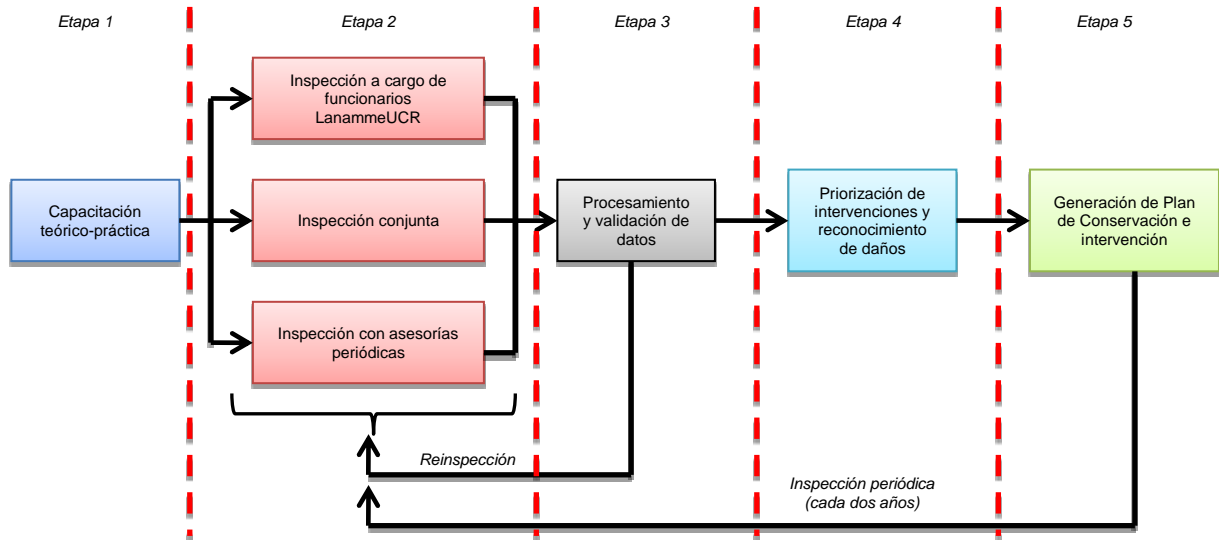 Etapa 1
Etapa 2
Etapa 3
Etapa 4
Etapa 5
Capacitación
teórico-práctica
Inspección a cargo de
funcionarios
LanammeUCR
Inspección conjunta
Inspección con asesorías
periódicas
Procesamiento
y validación de
datos
Priorización de
intervenciones y
reconocimiento
de daños
Generación de Plan
de Conservación e
intervención
Reinspección
Inspección periódica
(cada dos años)